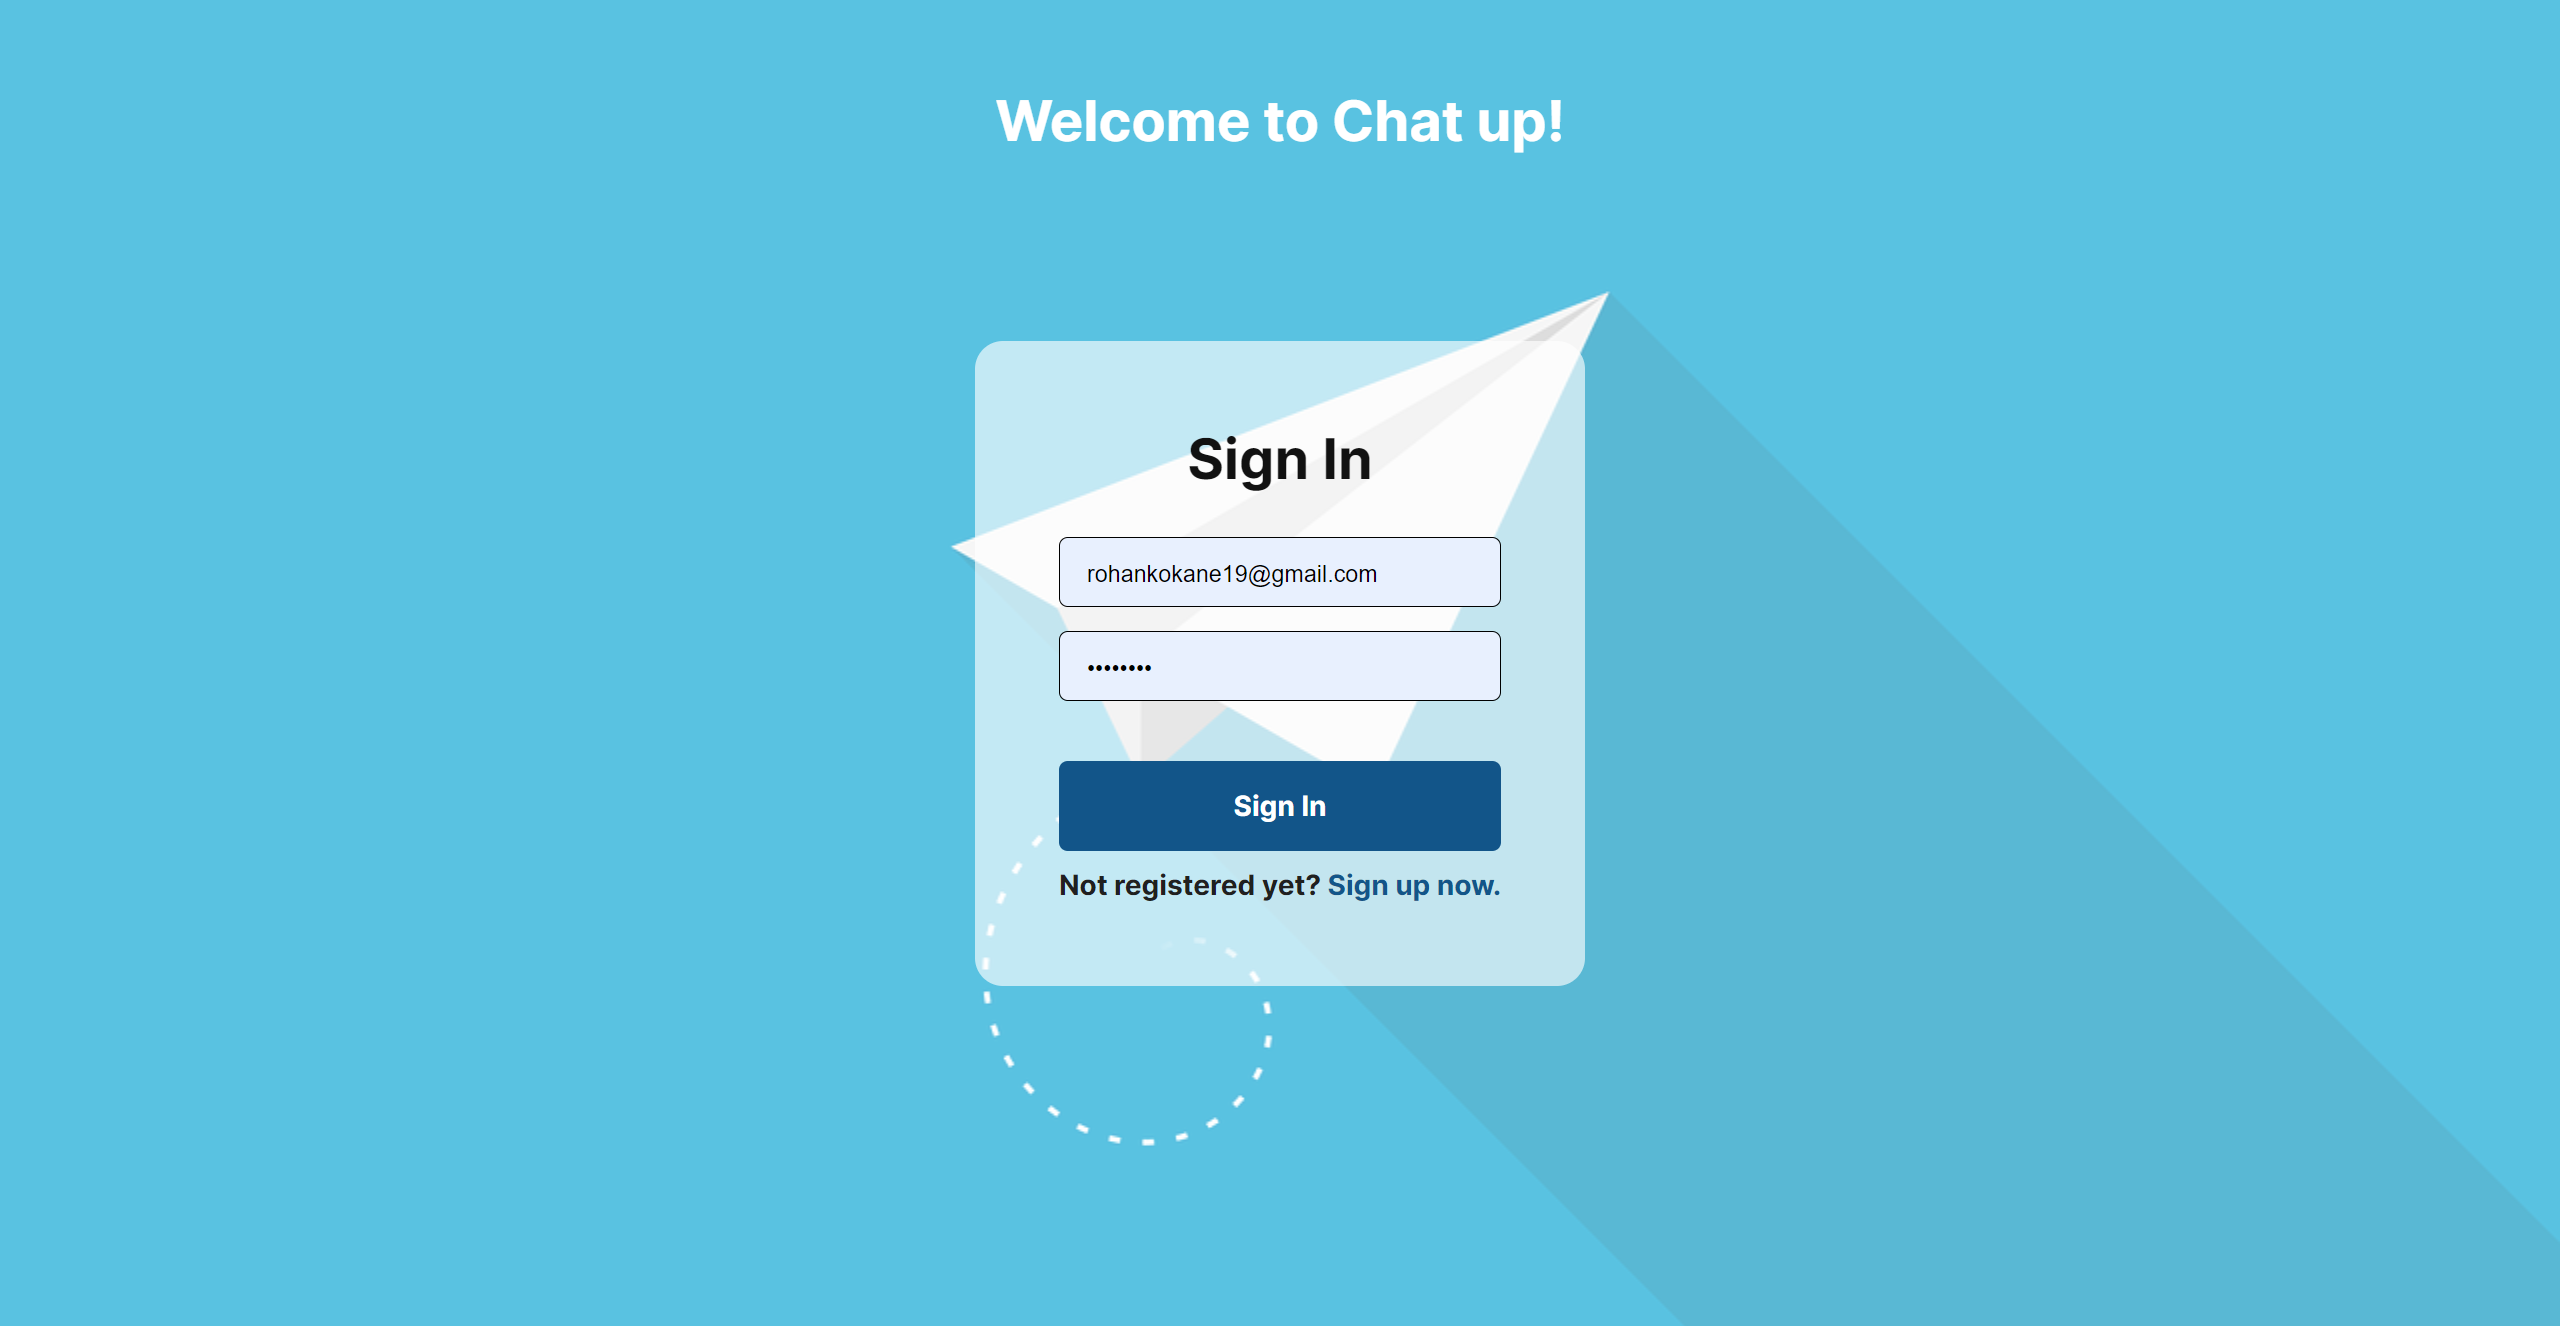 Welcome to Chat up!
Sign In
rohankokane19@gmail.com
••••••••
Sign In
Not registered yet? Sign up now.